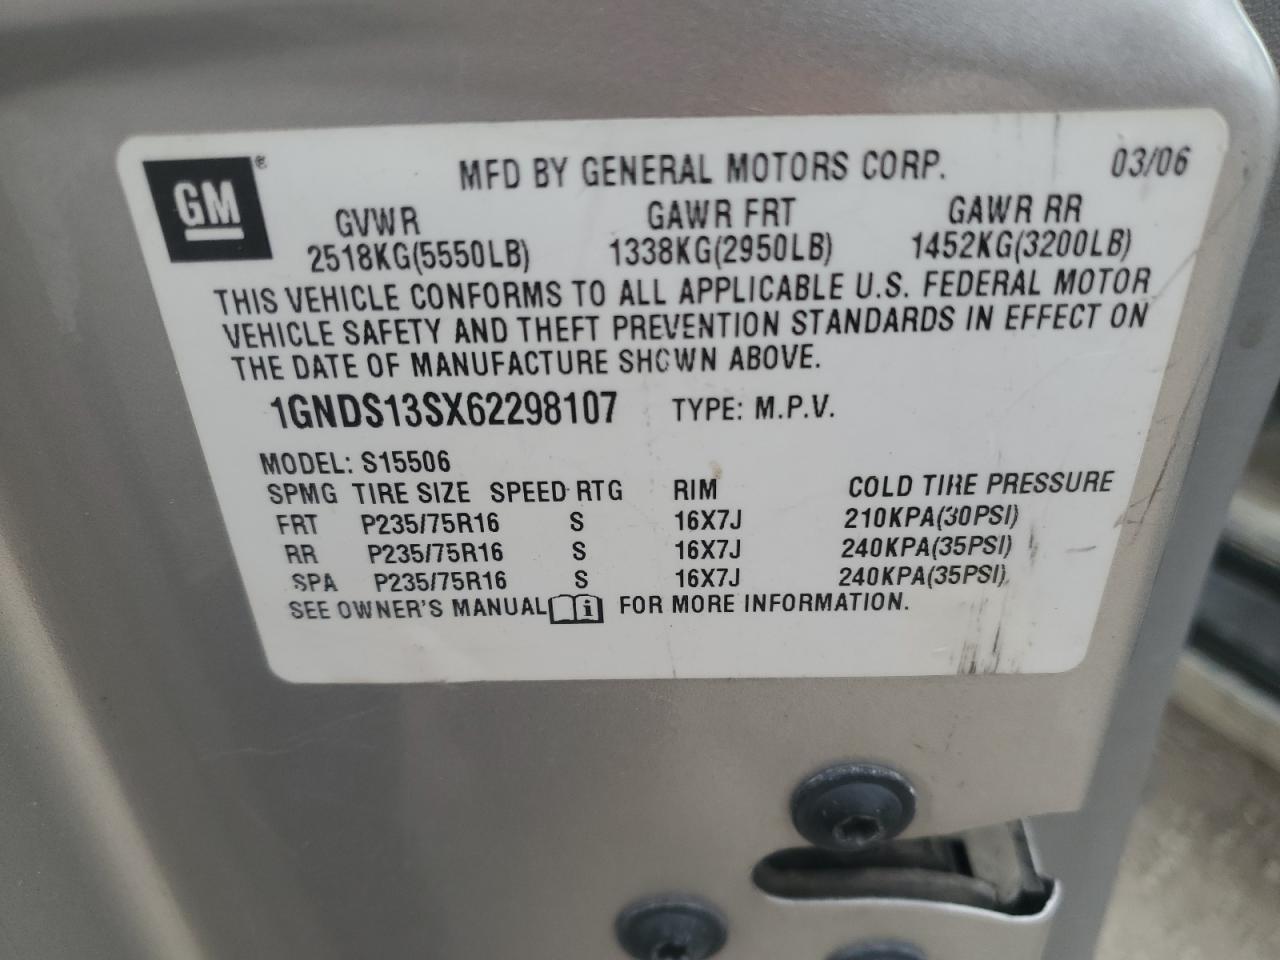 GM®
MFD BY GENERAL MOTORS CORP. 03/06
GVWR GAWR FRT GAWR RR
2518KG(5550LB) 1338KG(2950LB) 1452KG(3200LB)
THIS VEHICLE CONFORMS TO ALL APPLICABLE U.S. FEDERAL MOTOR
VEHICLE SAFETY AND THEFT PREVENTION STANDARDS IN EFFECT ON
THE DATE OF MANUFACTURE SHOWN ABOVE.
1GNDS13SX62298107 TYPE: M.P.V.
MODEL: S15506
SPMG TIRE SIZE SPEED RTG RIM COLD TIRE PRESSURE
FRT P235/75R16 S 16X7J 210KPA(30PSI)
RR P235/75R16 S 16X7J 240KPA(35PSI)
SPA P235/75R16 S 16X7J 240KPA(35PSI)
SEE OWNER'S MANUAL i FOR MORE INFORMATION.